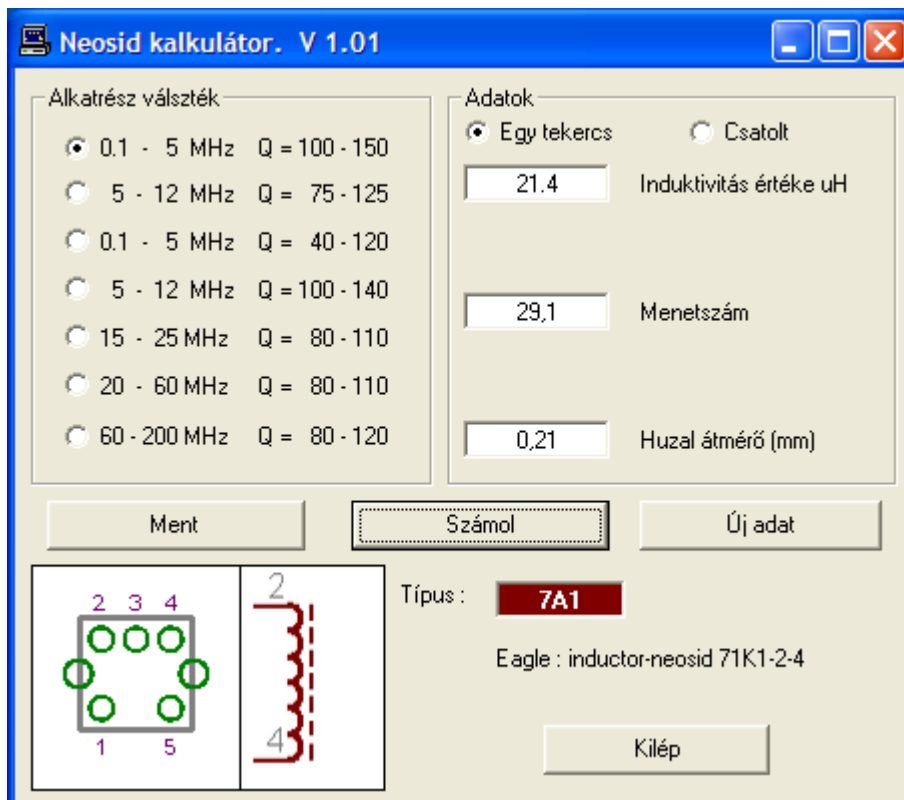 Neosid kalkulátor. V 1.01
Alkatrész válszték
0.1 - 5 MHz Q = 100 - 150
5 - 12 MHz Q = 75 - 125
0.1 - 5 MHz Q = 40 - 120
5 - 12 MHz Q = 100 - 140
15 - 25 MHz Q = 80 - 110
20 - 60 MHz Q = 80 - 110
60 - 200 MHz Q = 80 - 120
Adatok
Egy tekercs Csatolt
21.4 Induktivitás értéke uH
29,1 Menetszám
0,21 Huzal átmérő (mm)
Ment Számol Új adat
2 3 4
1 5
2
4
Típus : 7A1
Eagle : inductor-neosid 71K1-2-4
Kilép